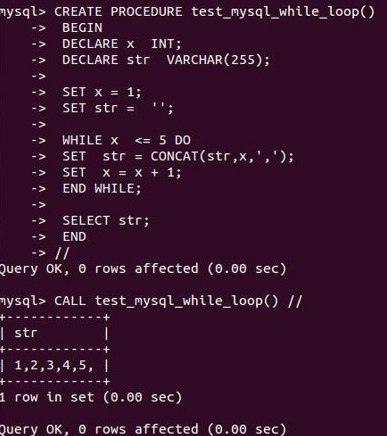 mysql> CREATE PROCEDURE test_mysql_while_loop()
    ->  BEGIN
    ->  DECLARE x  INT;
    ->  DECLARE str  VARCHAR(255);
    ->
    ->  SET x = 1;
    ->  SET str =  '';
    ->
    ->  WHILE x  <= 5 DO
    ->  SET  str = CONCAT(str,x,',');
    ->  SET  x = x + 1;
    ->  END WHILE;
    ->
    ->  SELECT str;
    ->  END
    -> //
Query OK, 0 rows affected (0.00 sec)

mysql> CALL test_mysql_while_loop() //
+------------+
| str        |
+------------+
| 1,2,3,4,5, |
+------------+
1 row in set (0.00 sec)

Query OK, 0 rows affected (0.00 sec)